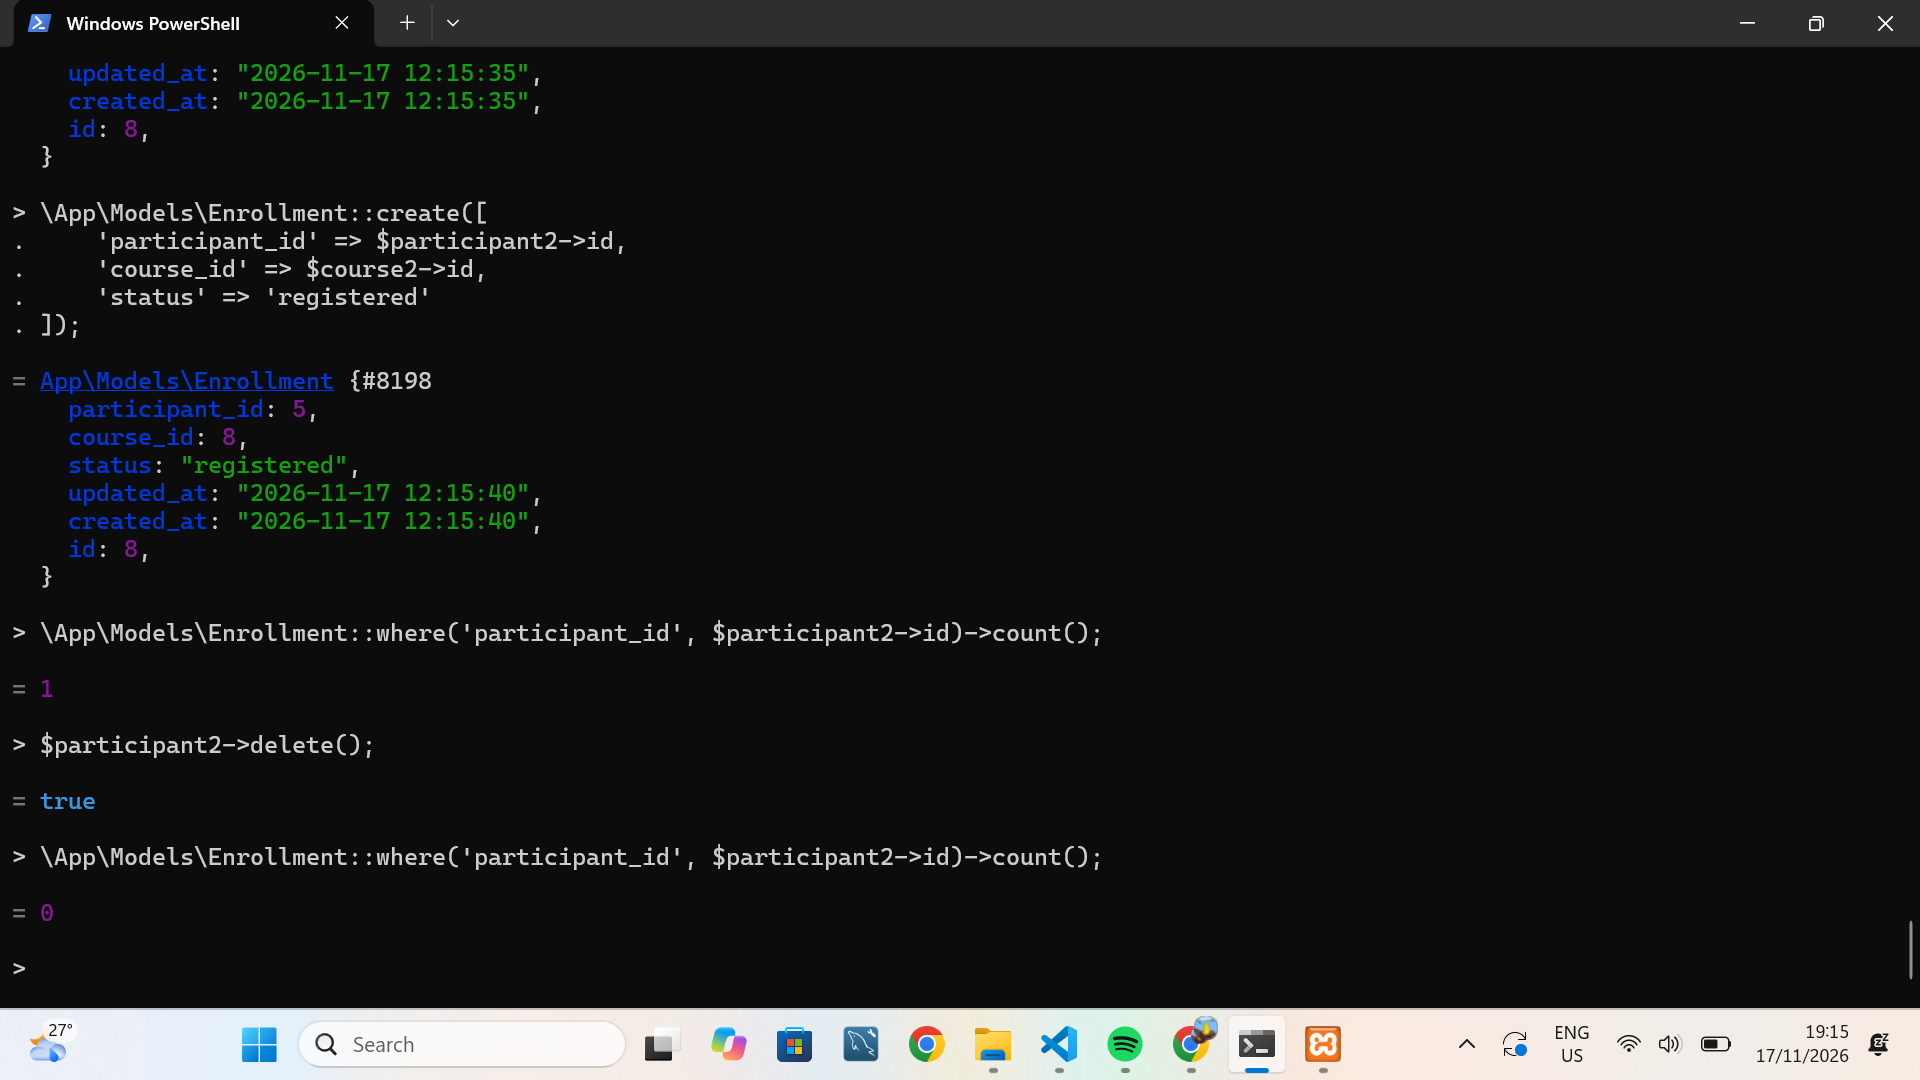 Windows PowerShell
updated_at: "2026-11-17 12:15:35",
created_at: "2026-11-17 12:15:35",
id: 8,
}
> \App\Models\Enrollment::create([
. 'participant_id' => $participant2->id,
. 'course_id' => $course2->id,
. 'status' => 'registered'
. ]);
= App\Models\Enrollment {#8198
participant_id: 5,
course_id: 8,
status: "registered",
updated_at: "2026-11-17 12:15:40",
created_at: "2026-11-17 12:15:40",
id: 8,
}
> \App\Models\Enrollment::where('participant_id', $participant2->id)->count();
= 1
> $participant2->delete();
= true
> \App\Models\Enrollment::where('participant_id', $participant2->id)->count();
= 0
>
27°
Search
ENG
US
19:15
17/11/2026